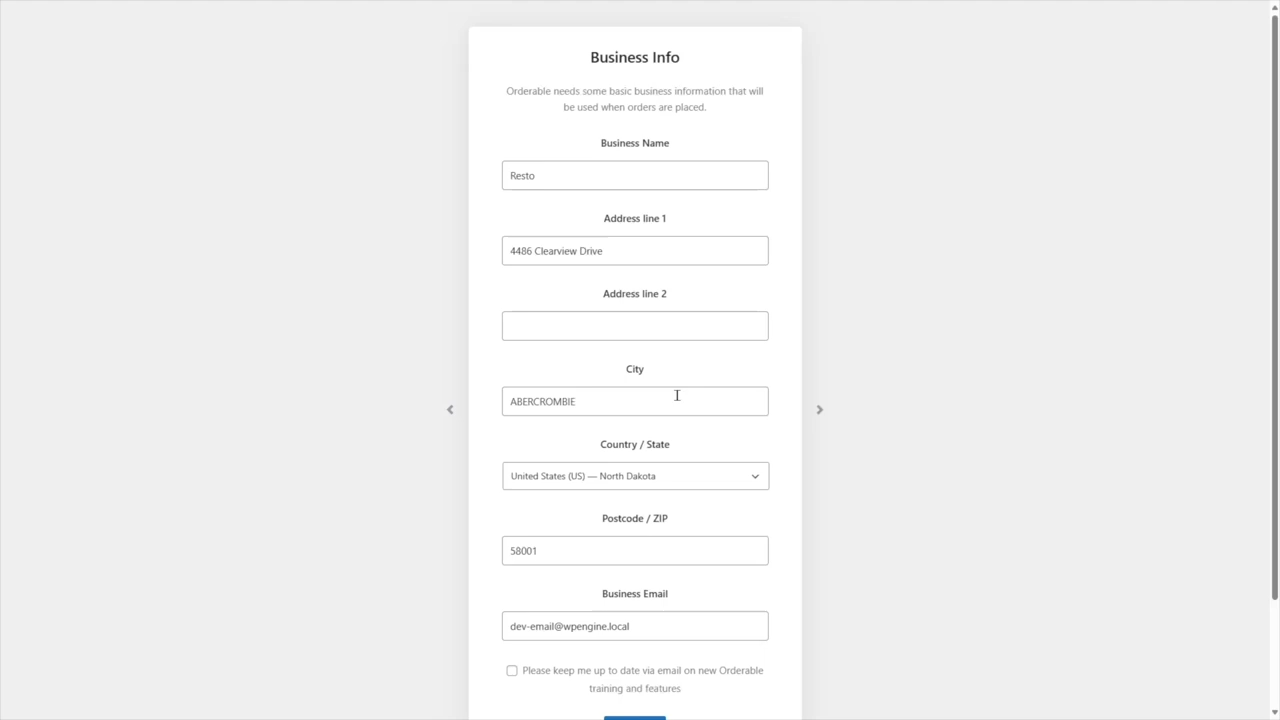 Business Info
Orderable needs some basic business information that will
be used when orders are placed.
Business Name
Resto
Address line 1
4486 Clearview Drive
Address line 2
City
ABERCROMBIE
Country / State
United States (US) — North Dakota
Postcode / ZIP
58001
Business Email
dev-email@wpengine.local
Please keep me up to date via email on new Orderable
training and features